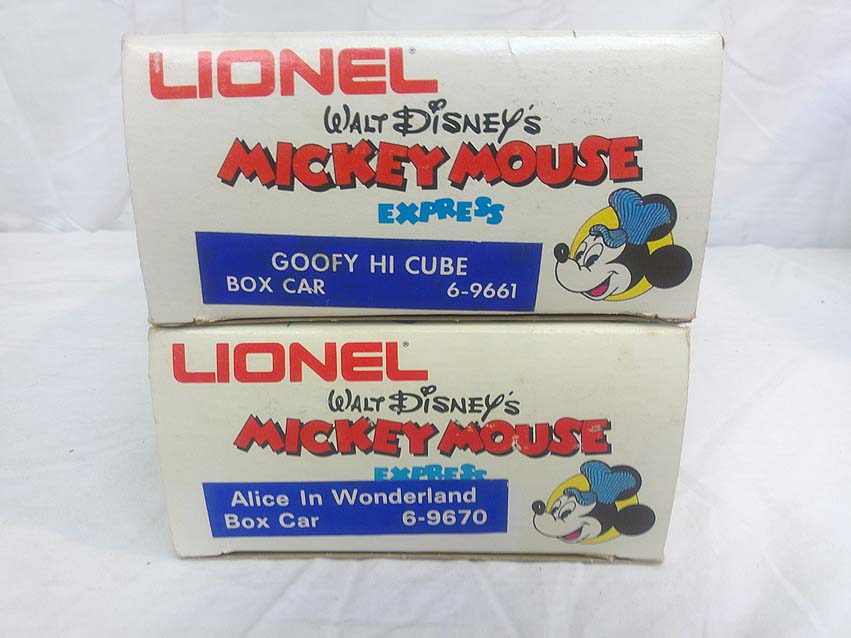 LIONEL®
WALT DISNEY'S
MICKEY MOUSE
EXPRESS
GOOFY HI CUBE
BOX CAR 6-9661
LIONEL®
WALT DISNEY'S
MICKEY MOUSE
EXPRESS
Alice In Wonderland
Box Car 6-9670